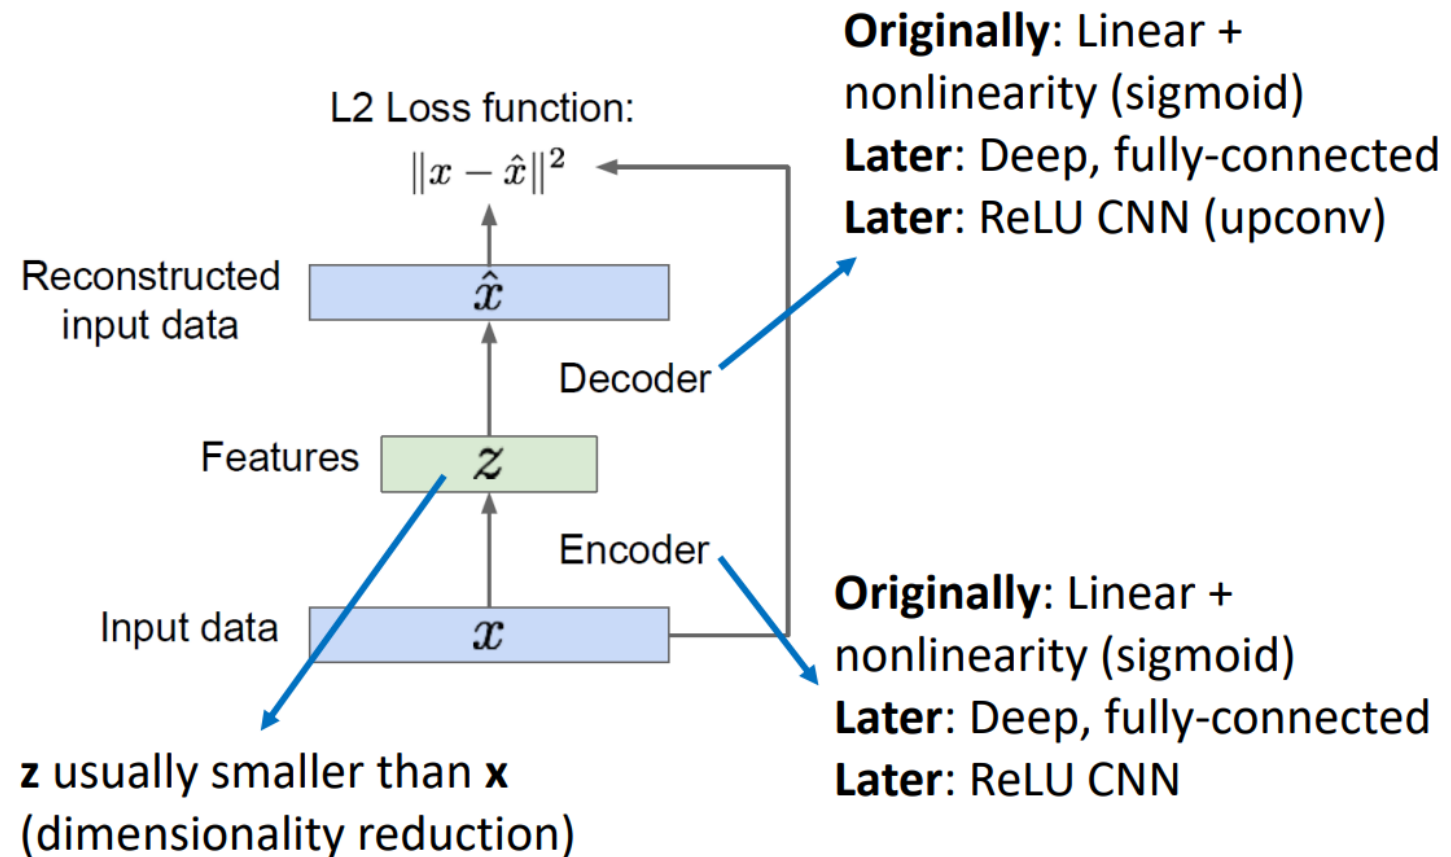 Originally: Linear +
nonlinearity (sigmoid)
Later: Deep, fully-connected
Later: ReLU CNN (upconv)
L2 Loss function:
‖x − x̂‖²
Reconstructed
input data
x̂
Decoder
Features
z
Encoder
Input data
x
Originally: Linear +
nonlinearity (sigmoid)
Later: Deep, fully-connected
Later: ReLU CNN
z usually smaller than x
(dimensionality reduction)